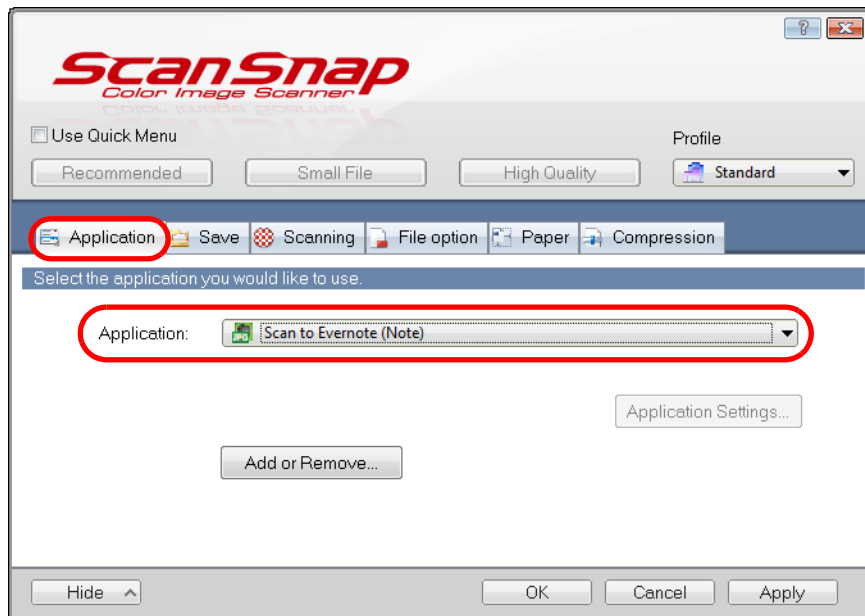 ScanSnap
Color Image Scanner
Use Quick Menu
Profile
Recommended Small File High Quality Standard
Application Save Scanning File option Paper Compression
Select the application you would like to use.
Application: JPG Scan to Evernote (Note)
Application Settings...
Add or Remove...
Hide OK Cancel Apply